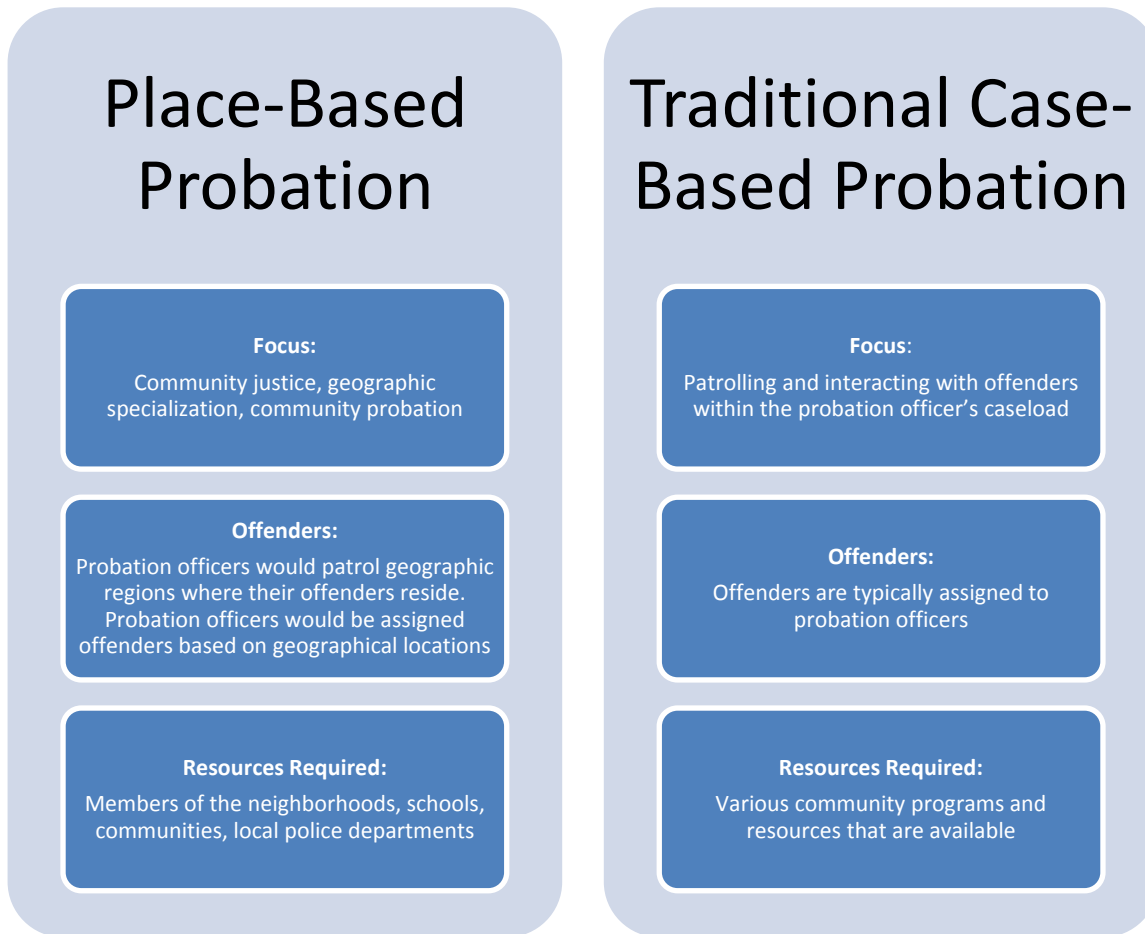 Place-Based
Probation
Focus:
Community justice, geographic
specialization, community probation
Offenders:
Probation officers would patrol geographic
regions where their offenders reside.
Probation officers would be assigned
offenders based on geographical locations
Resources Required:
Members of the neighborhoods, schools,
communities, local police departments
Traditional Case-
Based Probation
Focus:
Patrolling and interacting with offenders
within the probation officer’s caseload
Offenders:
Offenders are typically assigned to
probation officers
Resources Required:
Various community programs and
resources that are available